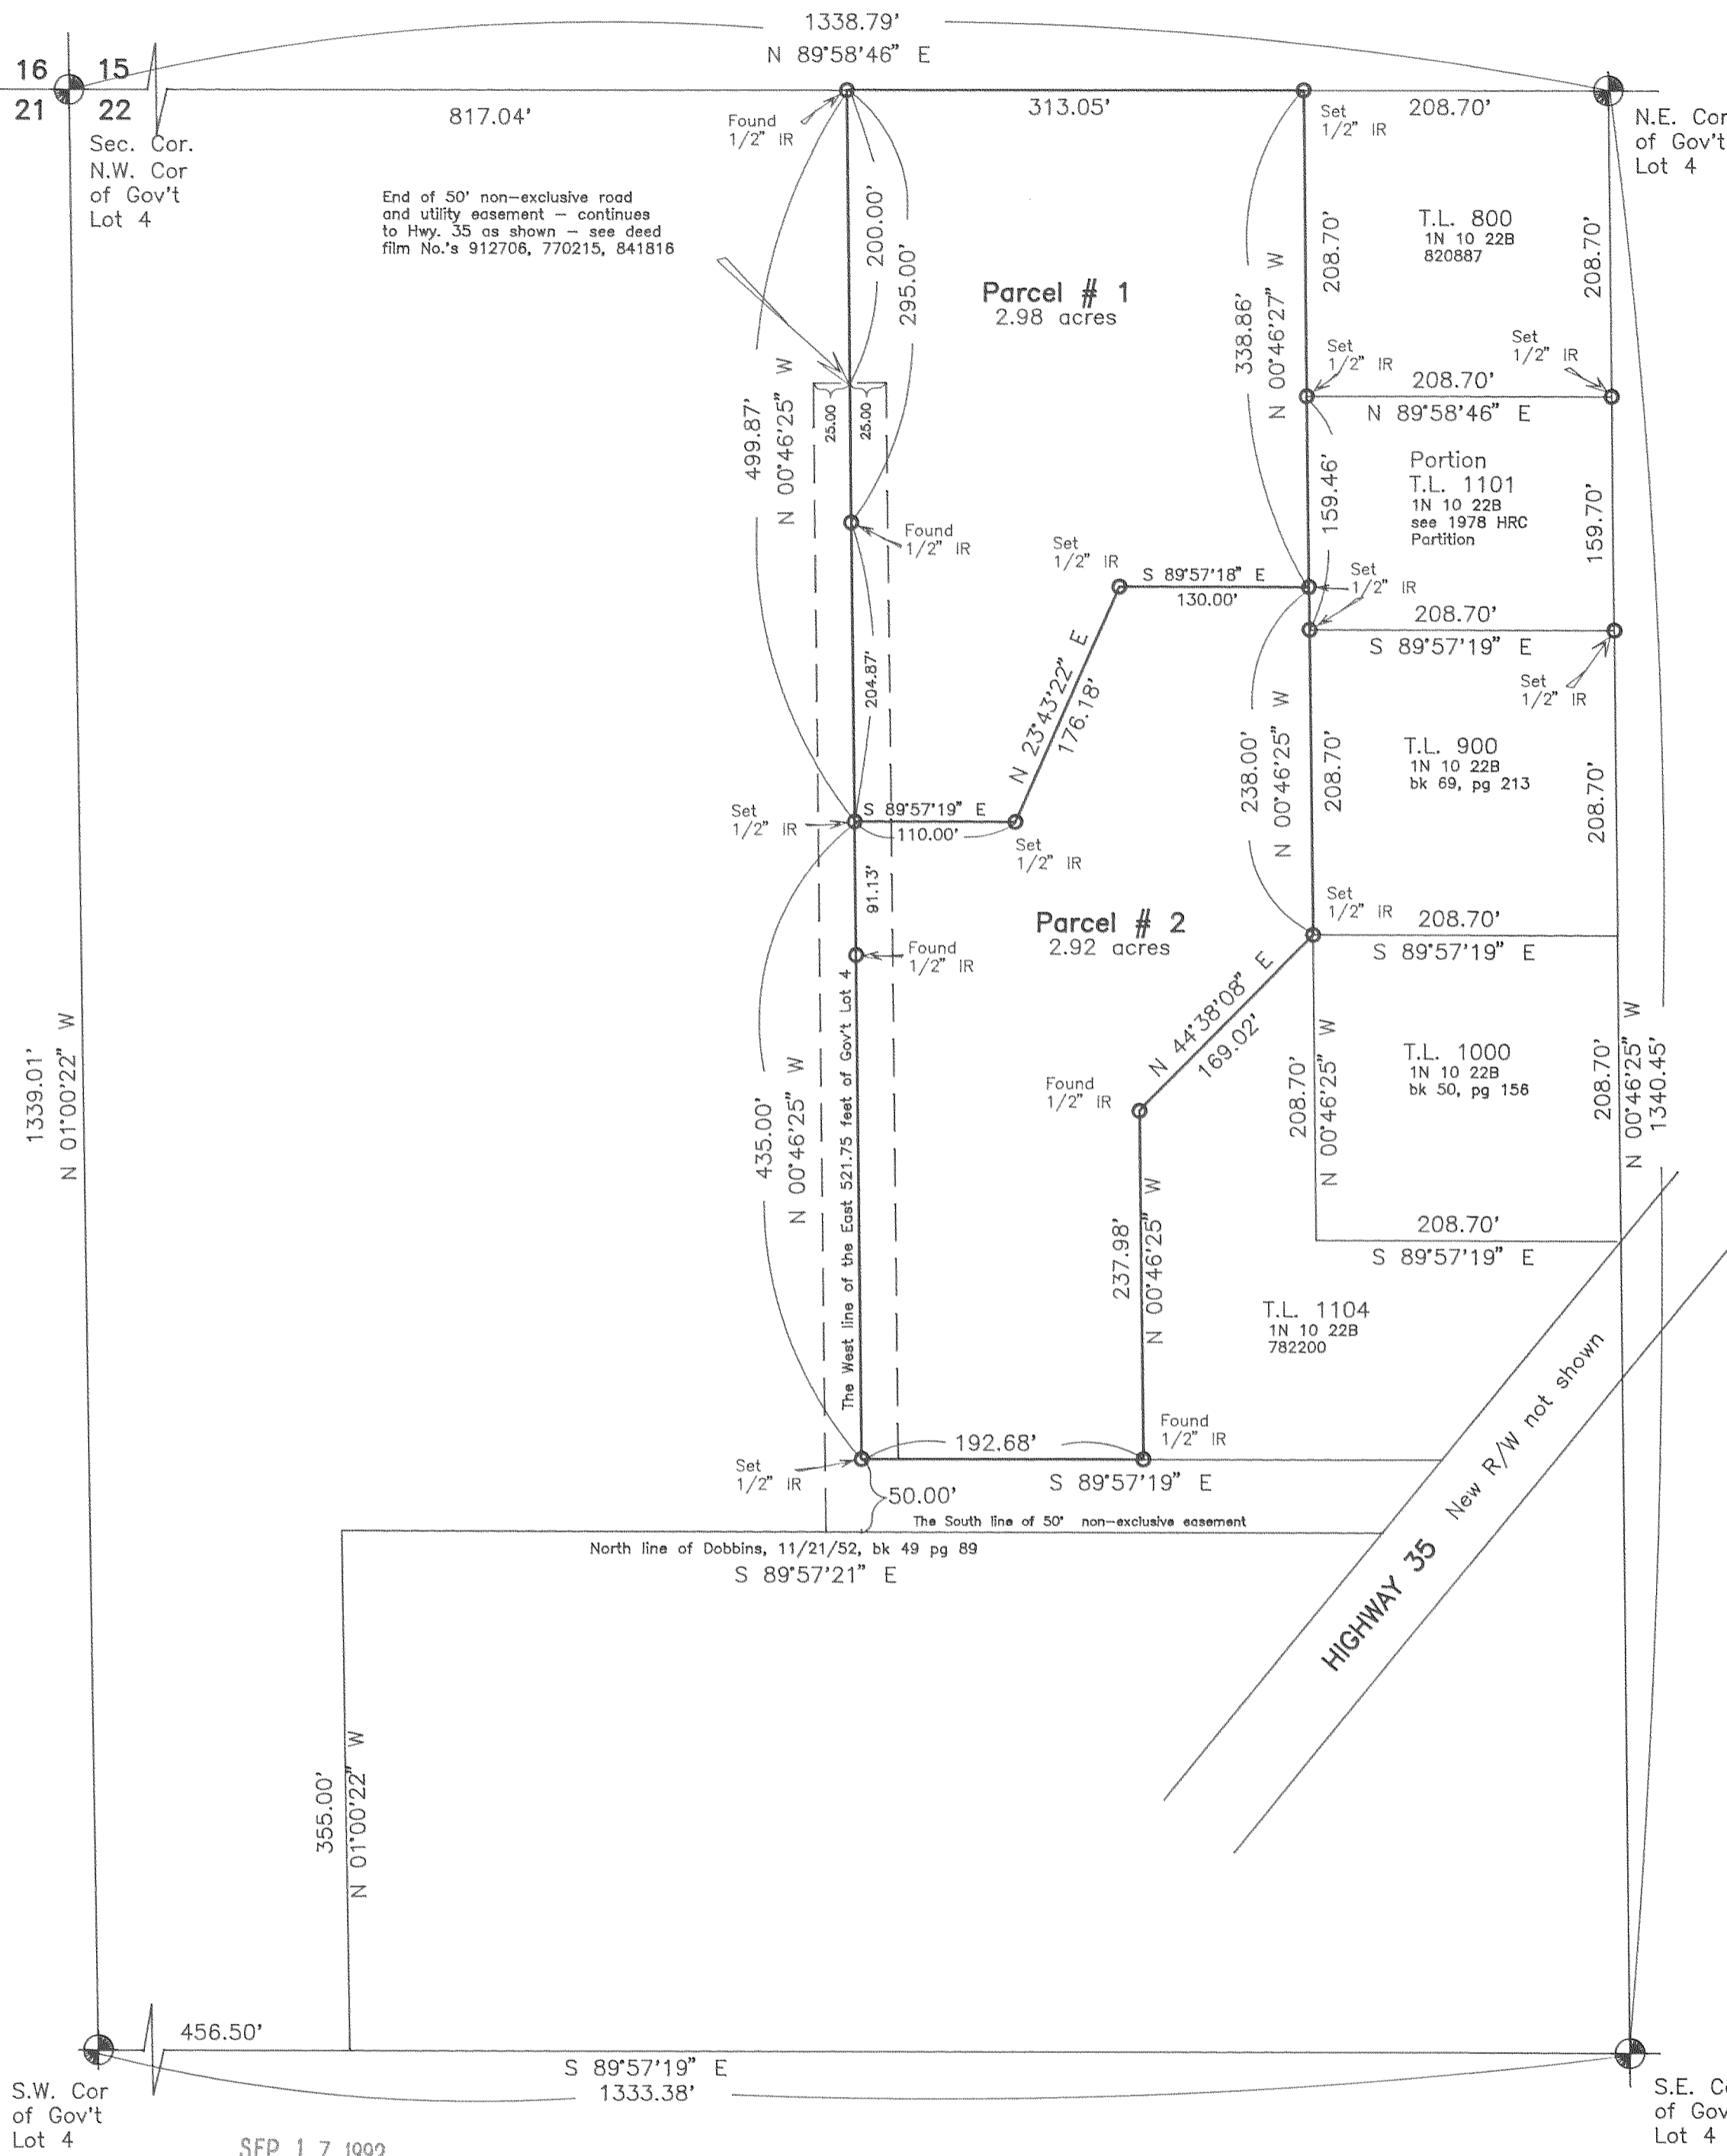 1338.79'
N 89°58'46" E
16 15
21 22
Sec. Cor.
N.W. Cor
of Gov't
Lot 4
817.04'
Found
1/2" IR
313.05'
Set
1/2" IR
208.70'
N.E. Cor
of Gov't
Lot 4
End of 50' non-exclusive road
and utility easement – continues
to Hwy. 35 as shown – see deed
film No.'s 912706, 770215, 841816
200.00'
295.00'
Parcel # 1
2.98 acres
338.86'
N 00°46'27" W
208.70'
T.L. 800
1N 10 22B
820887
208.70'
499.87'
N 00°46'25" W
25.00
25.00
Set
1/2" IR
Set
1/2" IR
208.70'
N 89°58'46" E
159.46'
Portion
T.L. 1101
1N 10 22B
see 1978 HRC
Partition
159.70'
Found
1/2" IR
Set
1/2" IR
S 89°57'18" E
130.00'
Set
1/2" IR
208.70'
S 89°57'19" E
Set
1/2" IR
204.87'
N 23°43'22" E
176.18'
238.00'
N 00°46'25" W
208.70'
T.L. 900
1N 10 22B
bk 69, pg 213
208.70'
Set
1/2" IR
S 89°57'19" E
110.00'
Set
1/2" IR
91.13'
Parcel # 2
2.92 acres
Set
1/2" IR
208.70'
S 89°57'19" E
Found
1/2" IR
N 44°38'08" E
169.02'
Found
1/2" IR
1339.01'
N 01°00'22" W
435.00'
N 00°46'25" W
The West line of the East 521.75 feet of Gov't Lot 4
208.70'
N 00°46'25" W
T.L. 1000
1N 10 22B
bk 50, pg 156
208.70'
N 00°46'25" W
1340.45'
237.98'
N 00°46'25" W
208.70'
S 89°57'19" E
T.L. 1104
1N 10 22B
782200
Found
1/2" IR
192.68'
Set
1/2" IR
S 89°57'19" E
50.00'
The South line of 50' non-exclusive easement
North line of Dobbins, 11/21/52, bk 49 pg 89
S 89°57'21" E
HIGHWAY 35 New R/W not shown
355.00'
N 01°00'22" W
456.50'
S 89°57'19" E
1333.38'
S.W. Cor
of Gov't
Lot 4
S.E. Co
of Gov
Lot 4
SEP 17 1992